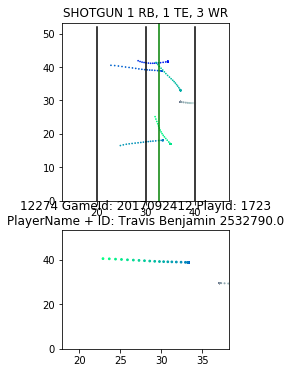 SHOTGUN 1 RB, 1 TE, 3 WR
50
40
30
20
10
0
20 30 40
12274 GameId: 2017092412 PlayId: 1723
PlayerName + ID: Travis Benjamin 2532790.0
40
20
0
20 25 30 35